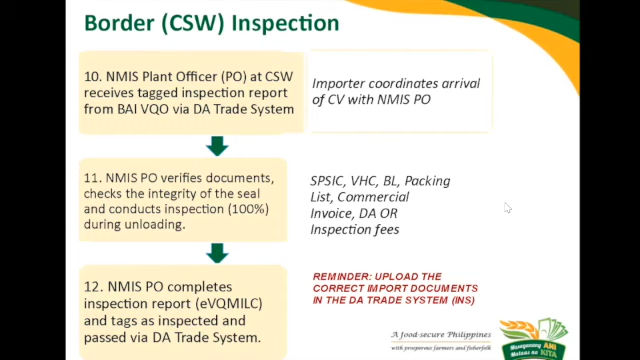 Border (CSW) Inspection
10. NMIS Plant Officer (PO) at CSW
receives tagged inspection report
from BAI VQO via DA Trade System
Importer coordinates arrival
of CV with NMIS PO
11. NMIS PO verifies documents,
checks the integrity of the seal
and conducts inspection (100%)
during unloading.
SPSIC, VHC, BL, Packing
List, Commercial
Invoice, DA OR
Inspection fees
12. NMIS PO completes
inspection report (eVQMILC)
and tags as inspected and
passed via DA Trade System.
REMINDER: UPLOAD THE
CORRECT IMPORT DOCUMENTS
IN THE DA TRADE SYSTEM (INS)
A food-secure Philippines
with prosperous farmers and fisherfolk
Masaganang ANI
Mataas na KITA